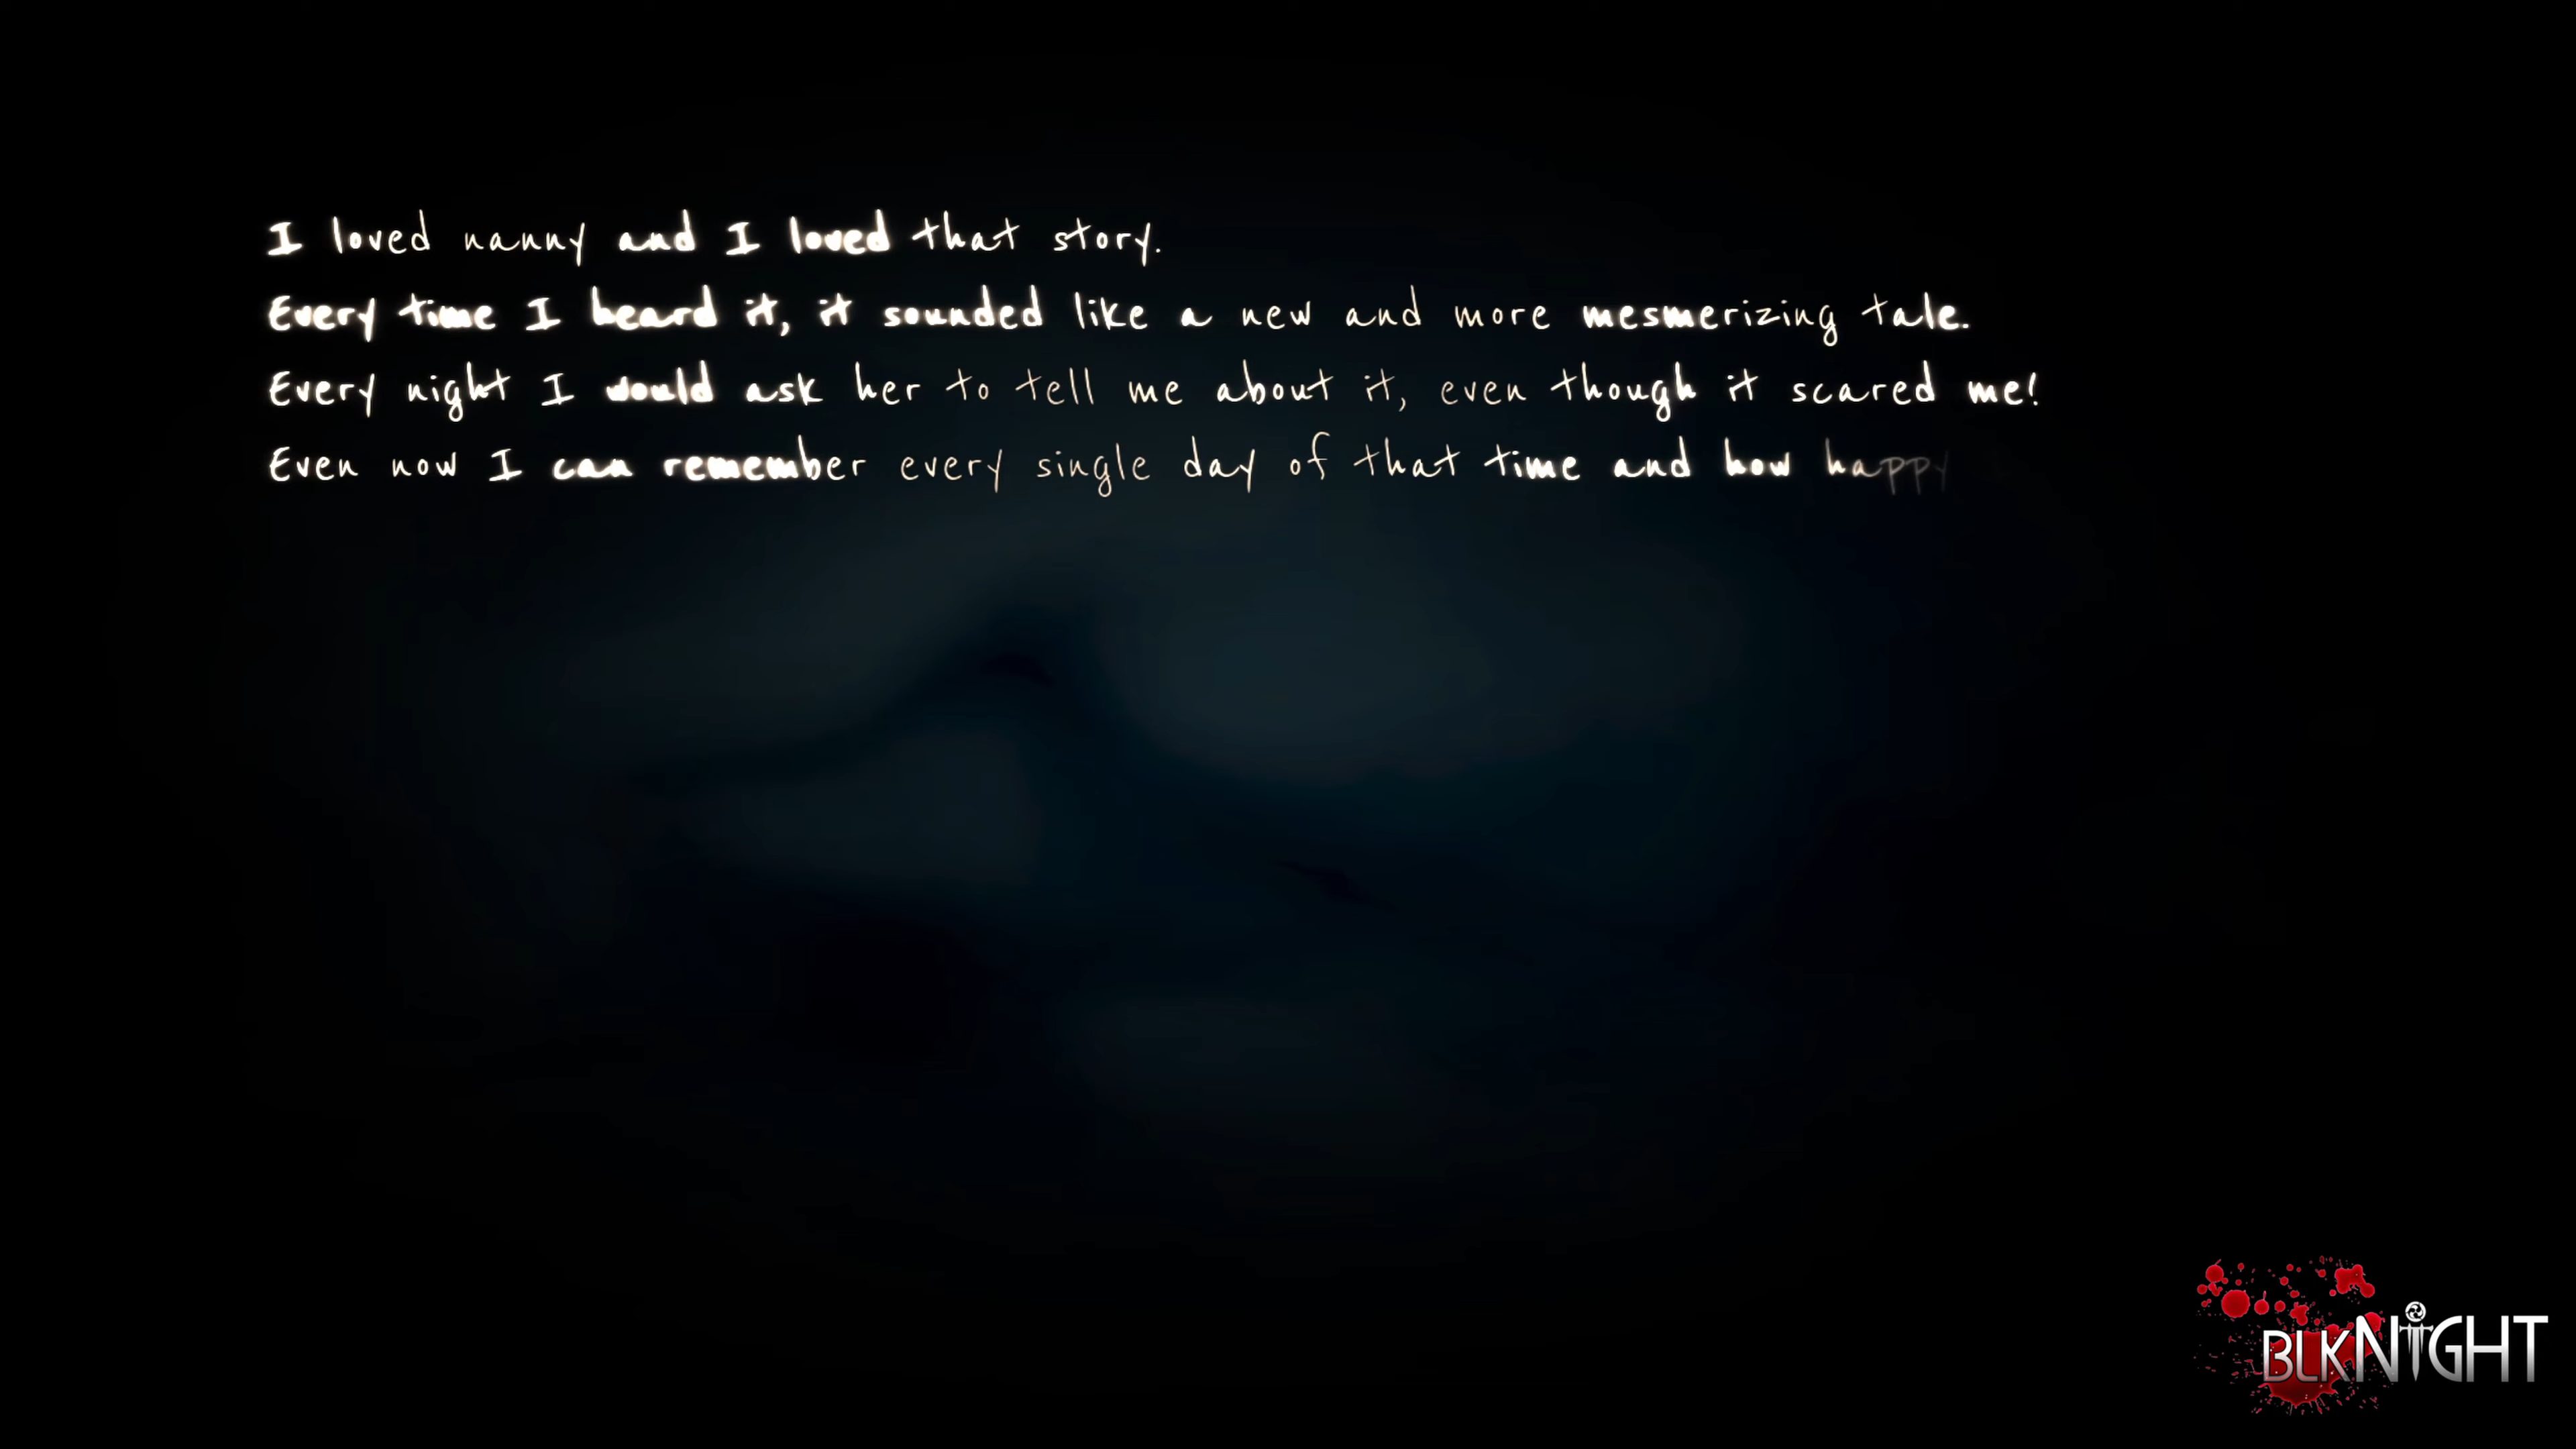 I loved nanny and I loved that story.
Every time I heard it, it sounded like a new and more mesmerizing tale.
Every night I would ask her to tell me about it, even though it scared me!
Even now I can remember every single day of that time and how happy
BLKNiGHT